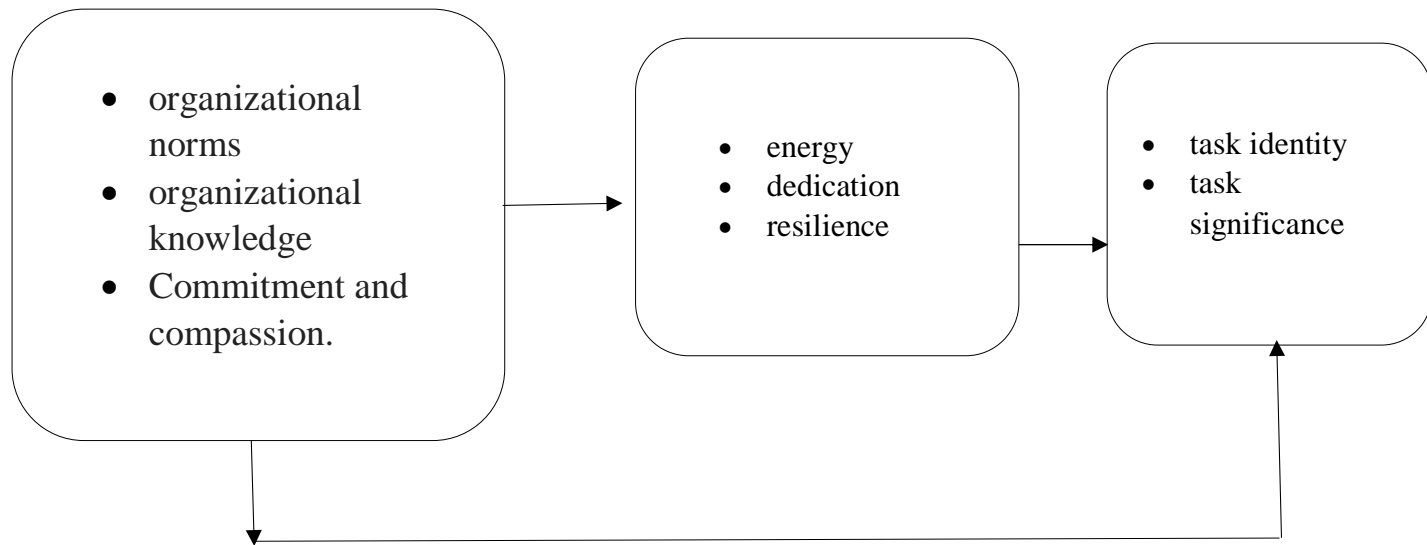 • organizational
norms
• organizational
knowledge
• Commitment and
compassion.
• energy
• dedication
• resilience
• task identity
• task
significance